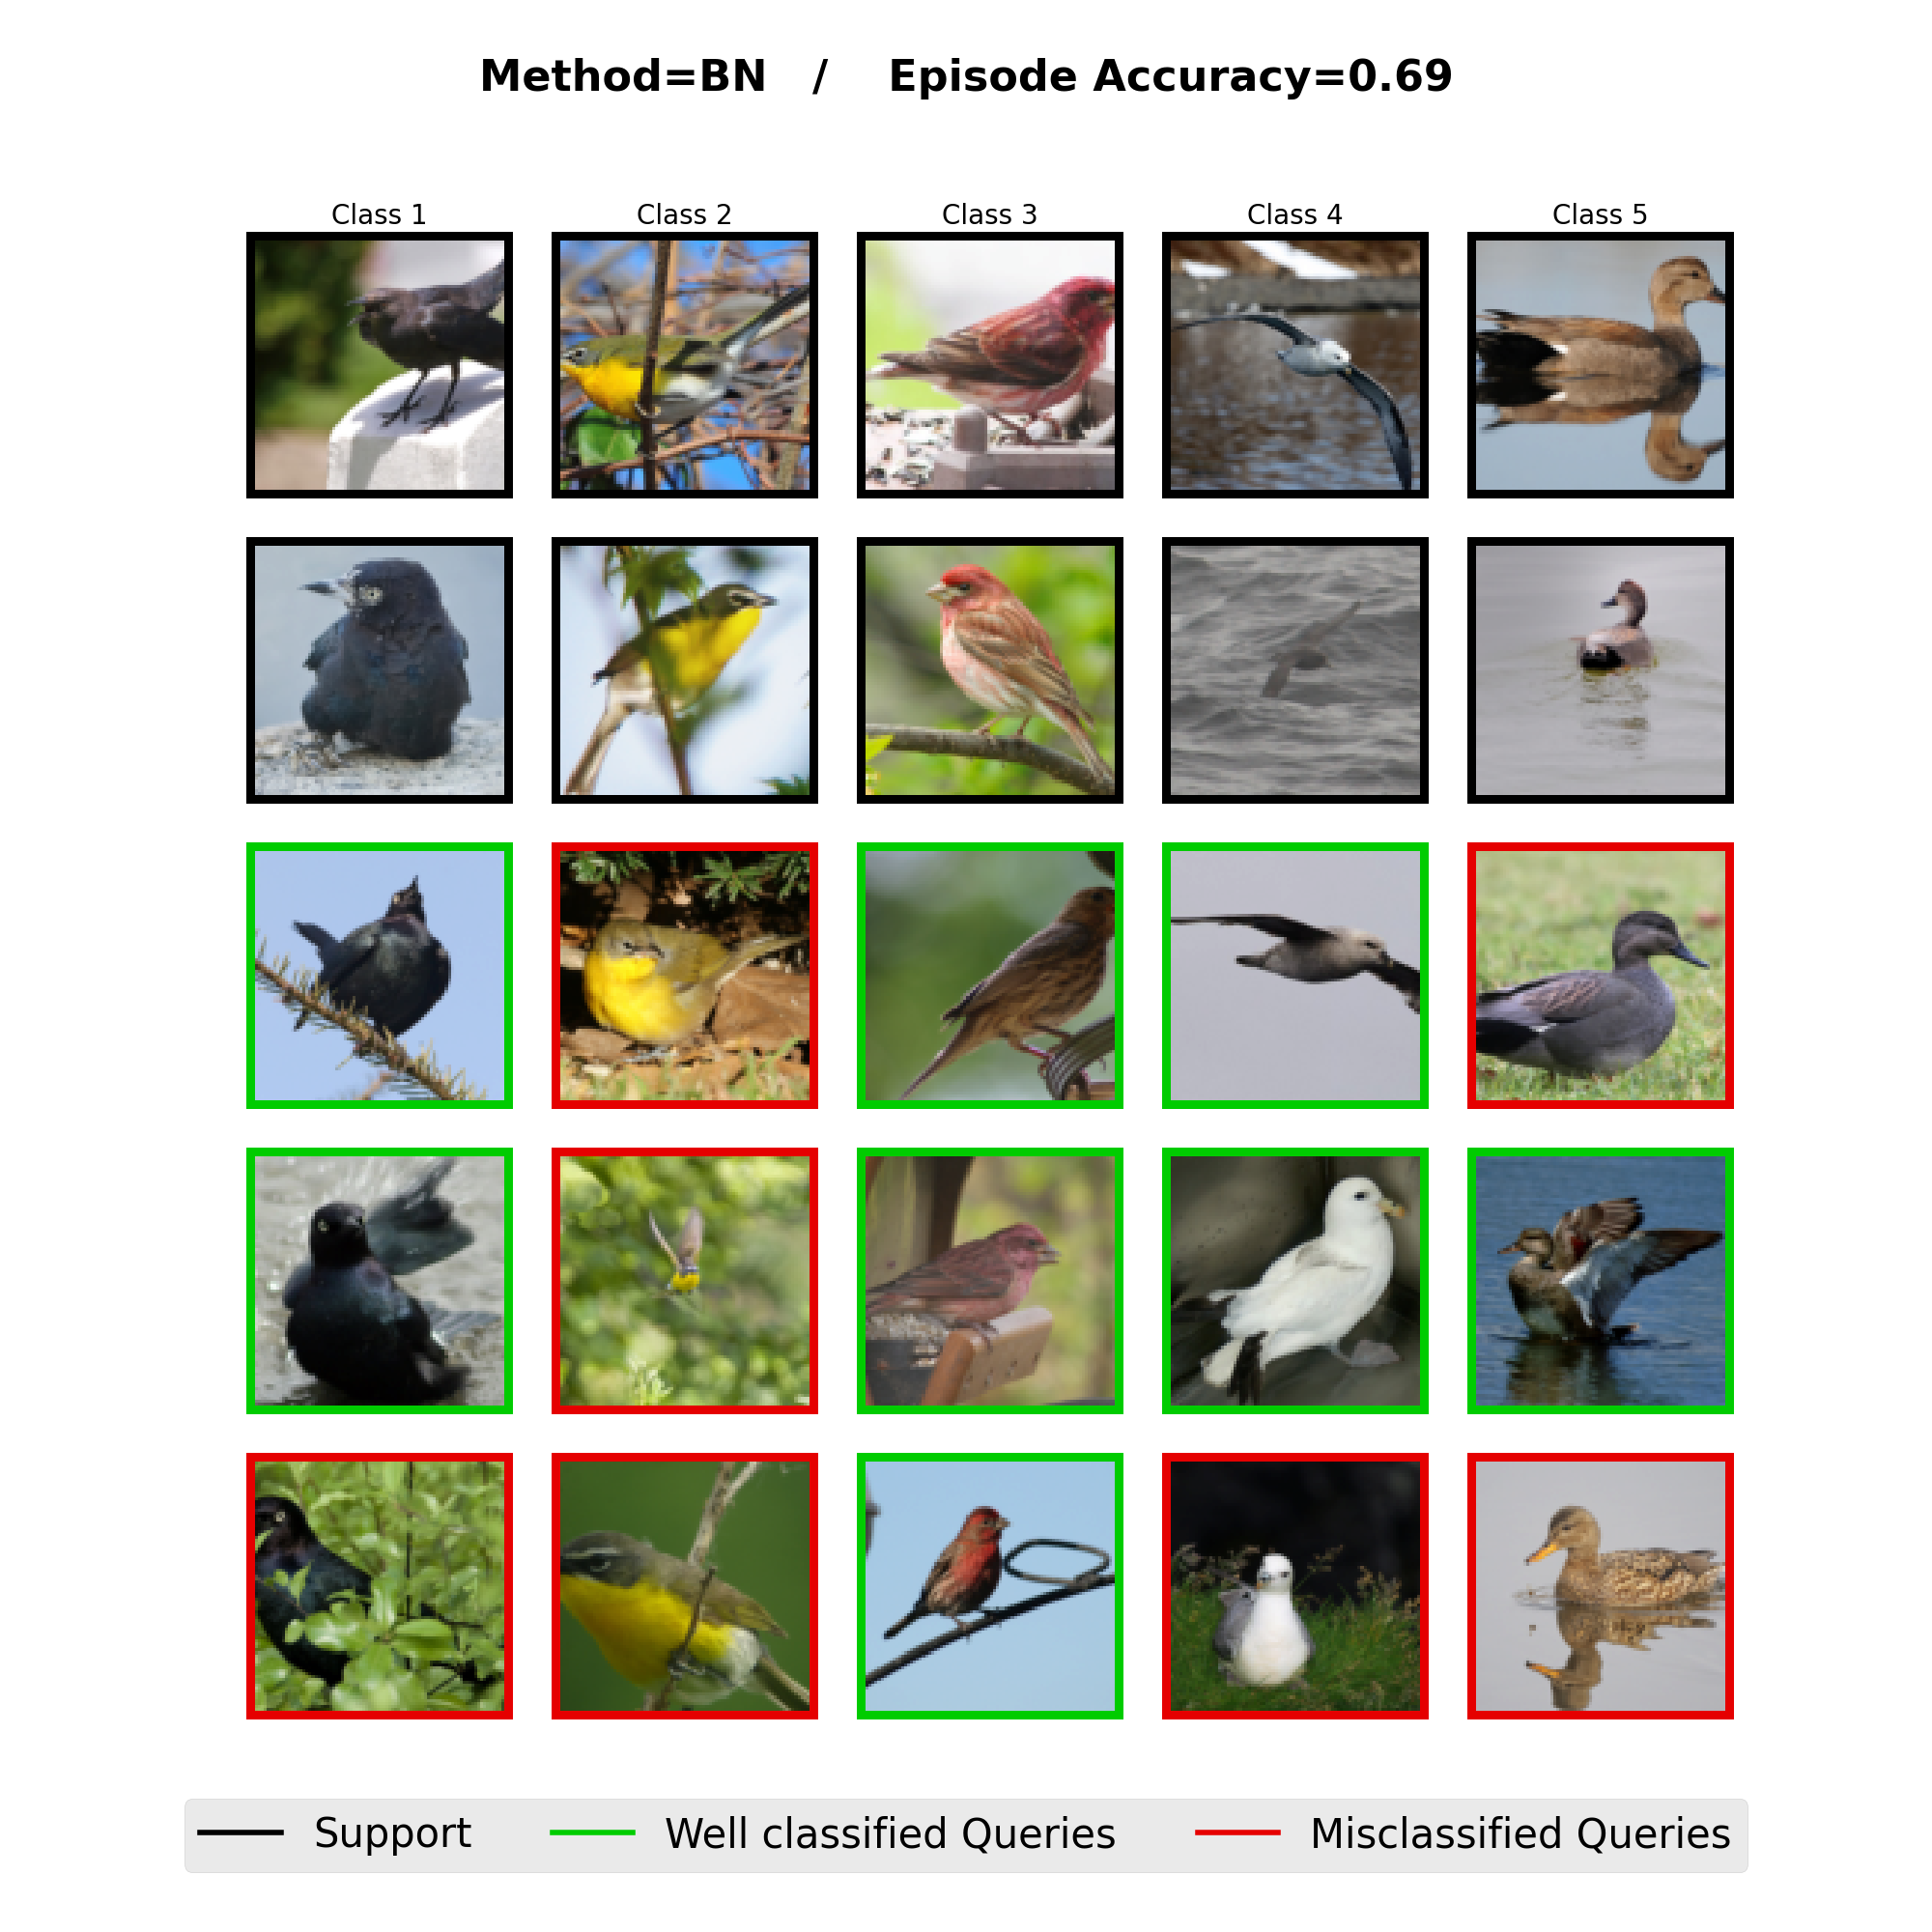 Method=BN / Episode Accuracy=0.69
Class 1 Class 2 Class 3 Class 4 Class 5
Support Well classified Queries Misclassified Queries